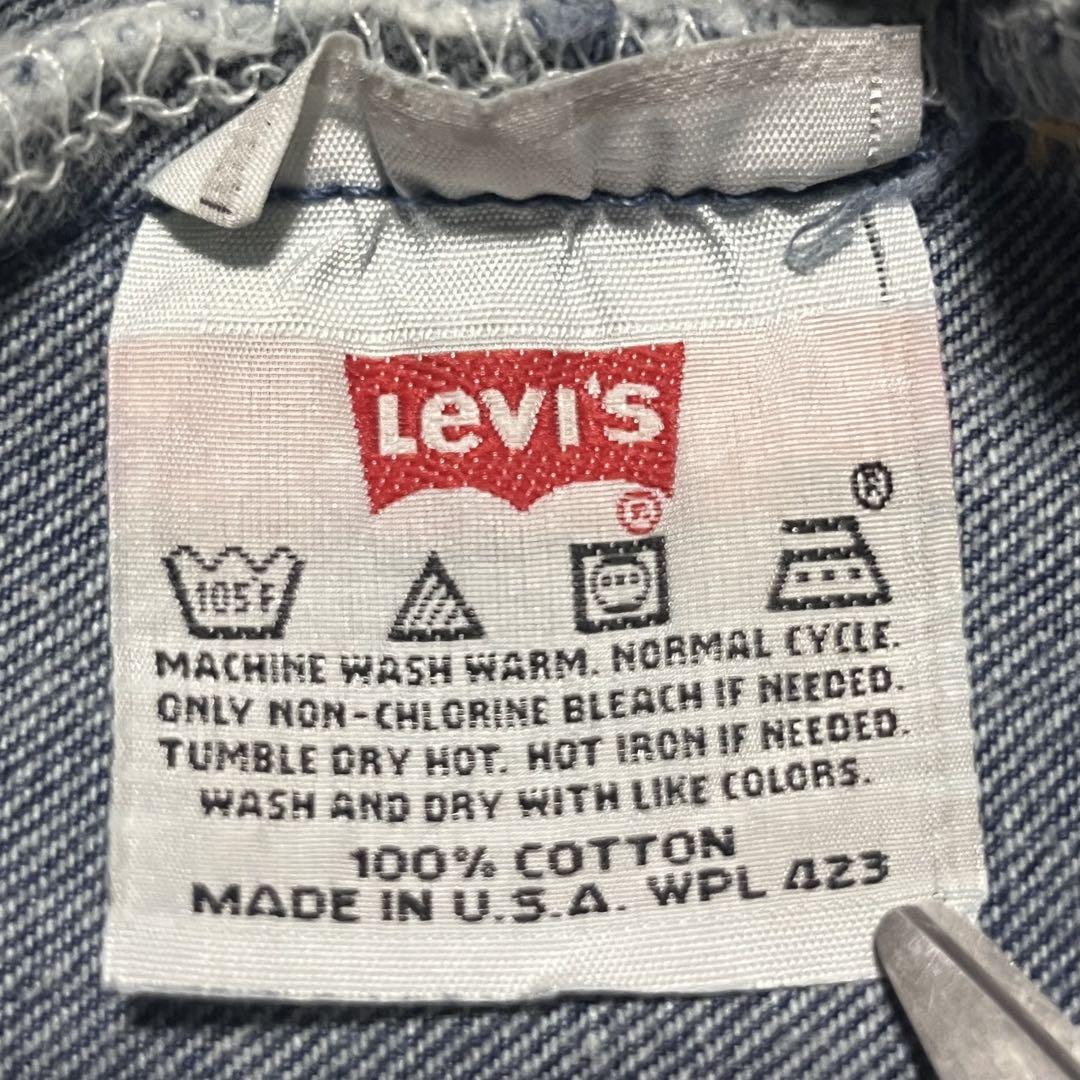 Levi's
®
®
105F
MACHINE WASH WARM. NORMAL CYCLE.
ONLY NON-CHLORINE BLEACH IF NEEDED.
TUMBLE DRY HOT. HOT IRON IF NEEDED.
WASH AND DRY WITH LIKE COLORS.
100% COTTON
MADE IN U.S.A. WPL 423